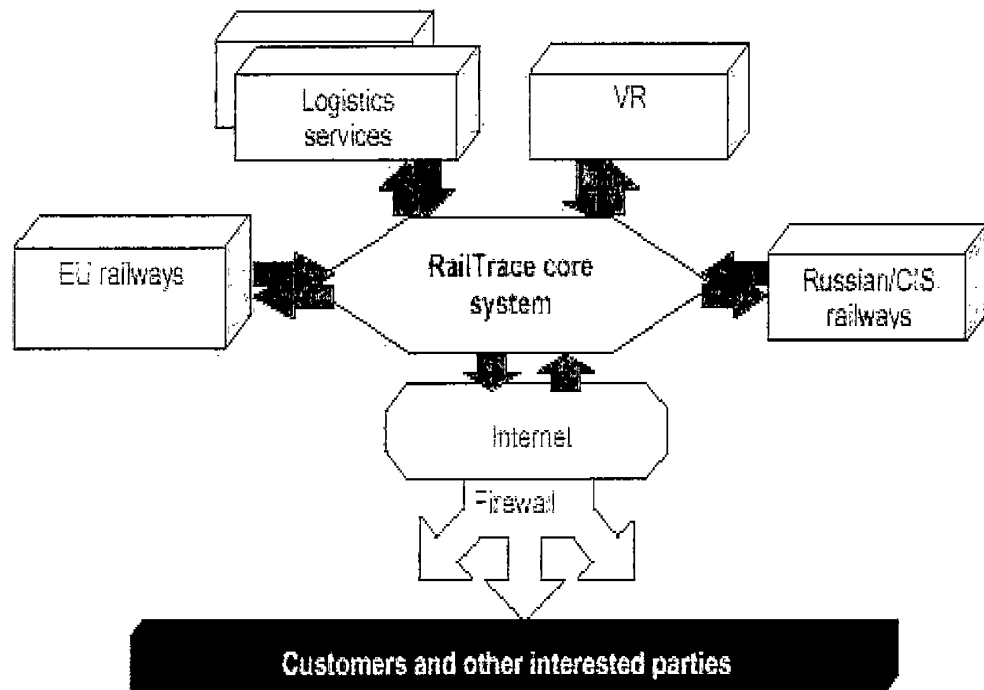 Logistics
services
VR
EU railways
RailTrace core
system
Russian/CIS
railways
Internet
Firewall
Customers and other interested parties